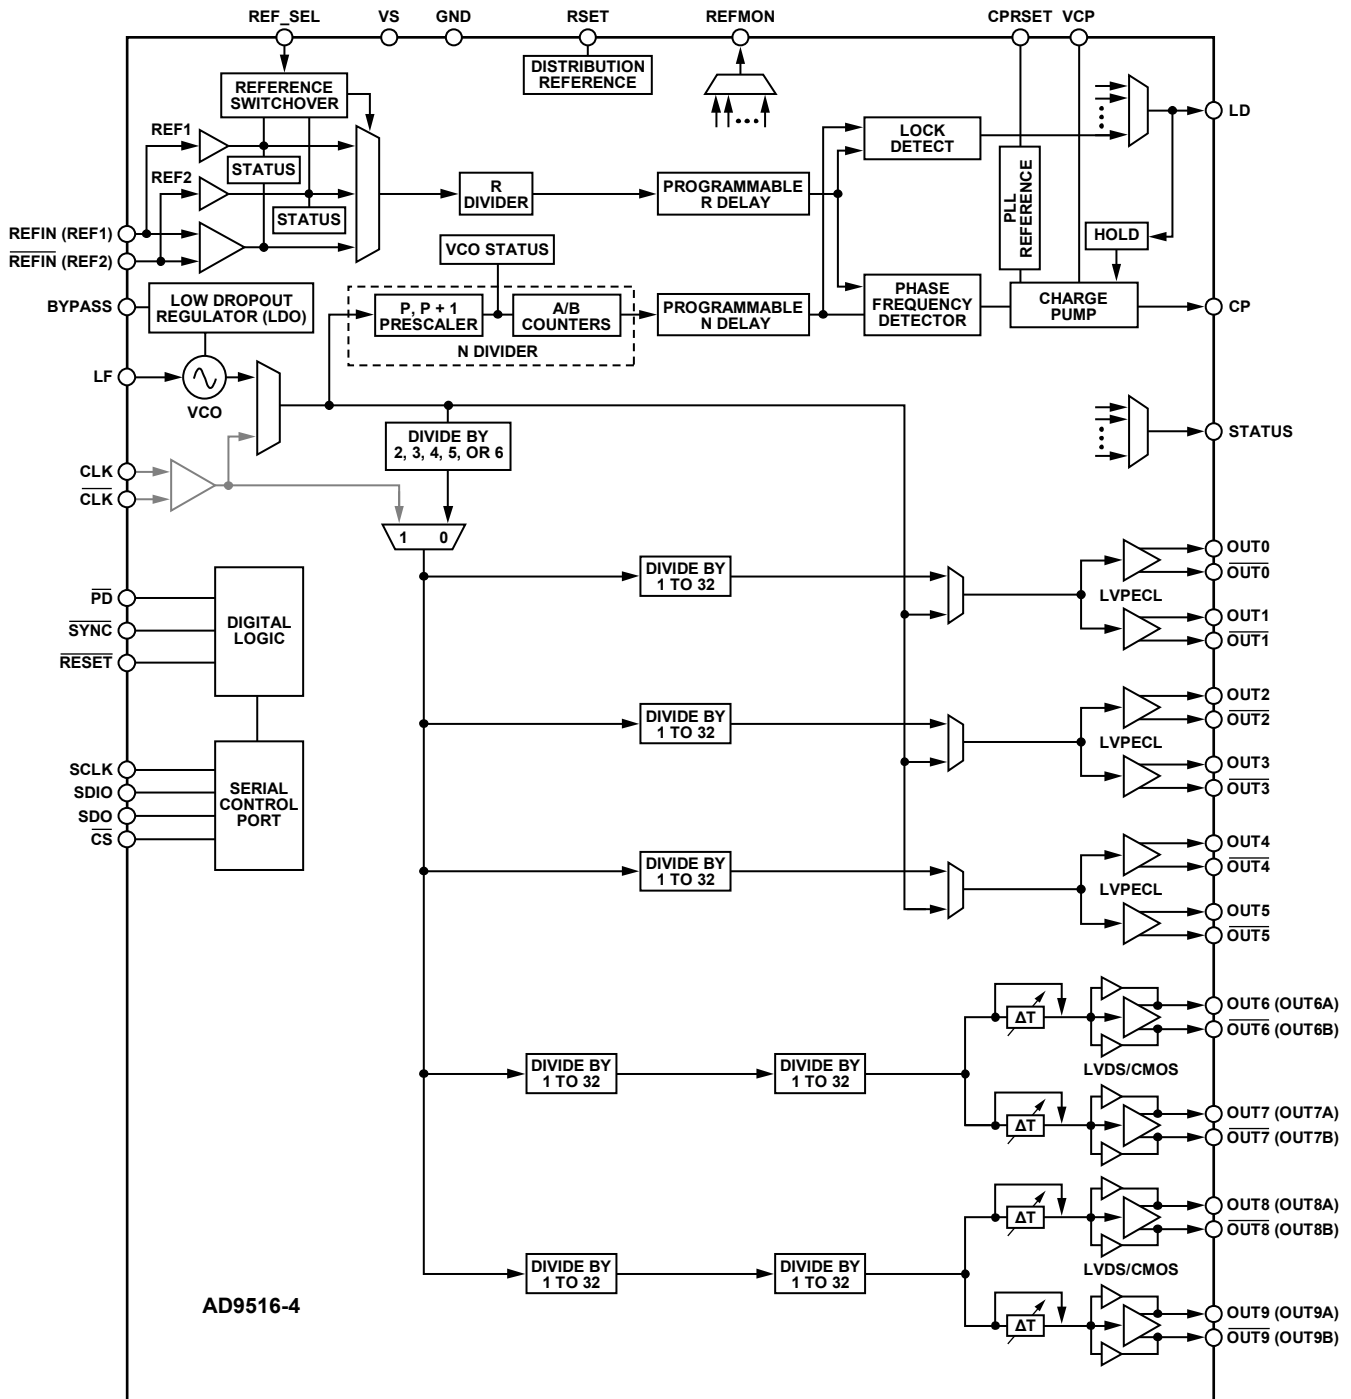 REF_SEL VS GND RSET REFMON CPRSET VCP
DISTRIBUTION
REFERENCE
REFERENCE
SWITCHOVER
LD
REF1
LOCK
DETECT
STATUS
REF2
R
DIVIDER
PROGRAMMABLE
R DELAY
STATUS
PLL
REFERENCE
REFIN (REF1)
REFIN (REF2)
HOLD
VCO STATUS
BYPASS
LOW DROPOUT
REGULATOR (LDO)
P, P + 1
PRESCALER
A/B
COUNTERS
PROGRAMMABLE
N DELAY
PHASE
FREQUENCY
DETECTOR
CHARGE
PUMP
CP
N DIVIDER
LF
VCO
DIVIDE BY
2, 3, 4, 5, OR 6
STATUS
CLK
CLK
1 0
OUT0
OUT0
DIVIDE BY
1 TO 32
LVPECL
OUT1
OUT1
PD
SYNC
RESET
DIGITAL
LOGIC
OUT2
OUT2
DIVIDE BY
1 TO 32
LVPECL
OUT3
OUT3
SCLK
SDIO
SDO
CS
SERIAL
CONTROL
PORT
OUT4
OUT4
DIVIDE BY
1 TO 32
LVPECL
OUT5
OUT5
ΔT
OUT6 (OUT6A)
OUT6 (OUT6B)
DIVIDE BY
1 TO 32
DIVIDE BY
1 TO 32
LVDS/CMOS
ΔT
OUT7 (OUT7A)
OUT7 (OUT7B)
ΔT
OUT8 (OUT8A)
OUT8 (OUT8B)
DIVIDE BY
1 TO 32
DIVIDE BY
1 TO 32
LVDS/CMOS
AD9516-4
ΔT
OUT9 (OUT9A)
OUT9 (OUT9B)